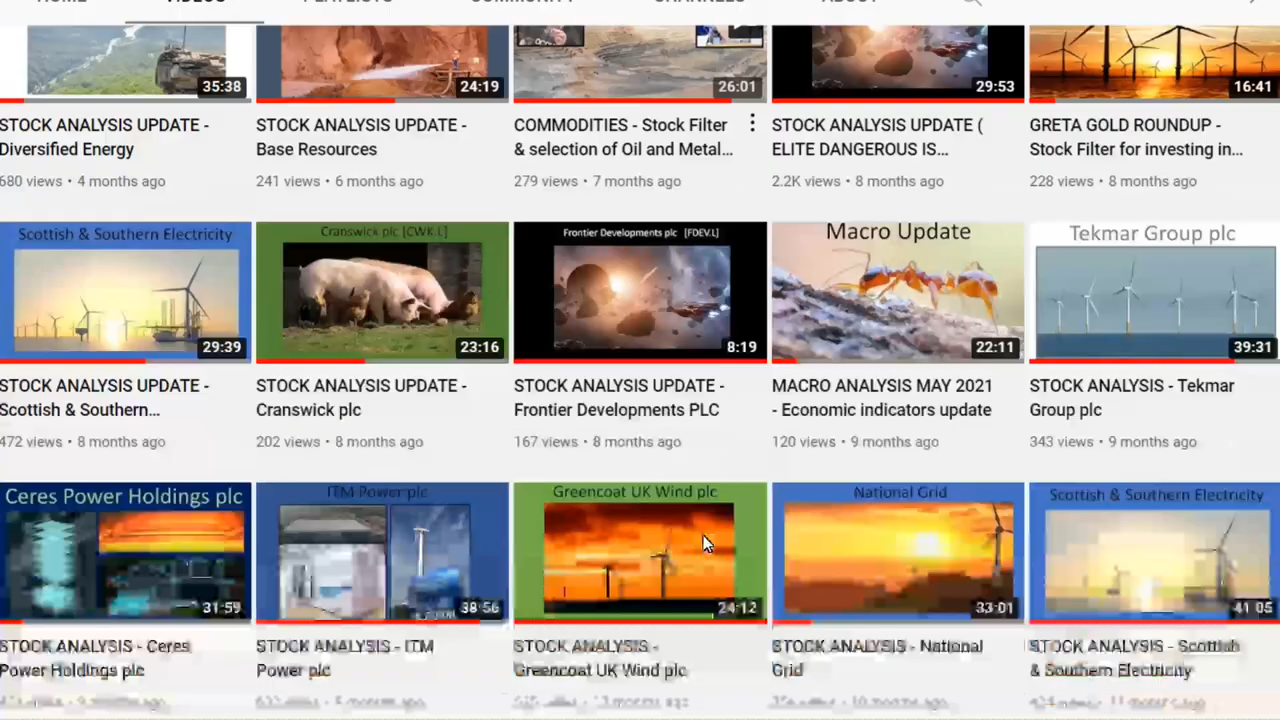 HOME VIDEOS PLAYLISTS COMMUNITY CHANNELS ABOUT
35:38
24:19
26:01
29:53
16:41
STOCK ANALYSIS UPDATE -
Diversified Energy
680 views • 4 months ago
STOCK ANALYSIS UPDATE -
Base Resources
241 views • 6 months ago
COMMODITIES - Stock Filter
& selection of Oil and Metal...
279 views • 7 months ago
STOCK ANALYSIS UPDATE (
ELITE DANGEROUS IS...
2.2K views • 8 months ago
GRETA GOLD ROUNDUP -
Stock Filter for investing in...
228 views • 8 months ago
Scottish & Southern Electricity
29:39
Cranswick plc [CWK.L]
23:16
Frontier Developments plc [FDEV.L]
8:19
Macro Update
22:11
Tekmar Group plc
39:31
STOCK ANALYSIS UPDATE -
Scottish & Southern...
472 views • 8 months ago
STOCK ANALYSIS UPDATE -
Cranswick plc
202 views • 8 months ago
STOCK ANALYSIS UPDATE -
Frontier Developments PLC
167 views • 8 months ago
MACRO ANALYSIS MAY 2021
- Economic indicators update
120 views • 9 months ago
STOCK ANALYSIS - Tekmar
Group plc
343 views • 9 months ago
Ceres Power Holdings plc
31:59
ITM Power plc
38:56
Greencoat UK Wind plc
24:12
National Grid
33:01
Scottish & Southern Electricity
41:05
STOCK ANALYSIS - Ceres
Power Holdings plc
STOCK ANALYSIS - ITM
Power plc
STOCK ANALYSIS -
Greencoat UK Wind plc
STOCK ANALYSIS - National
Grid
STOCK ANALYSIS - Scottish
& Southern Electricity